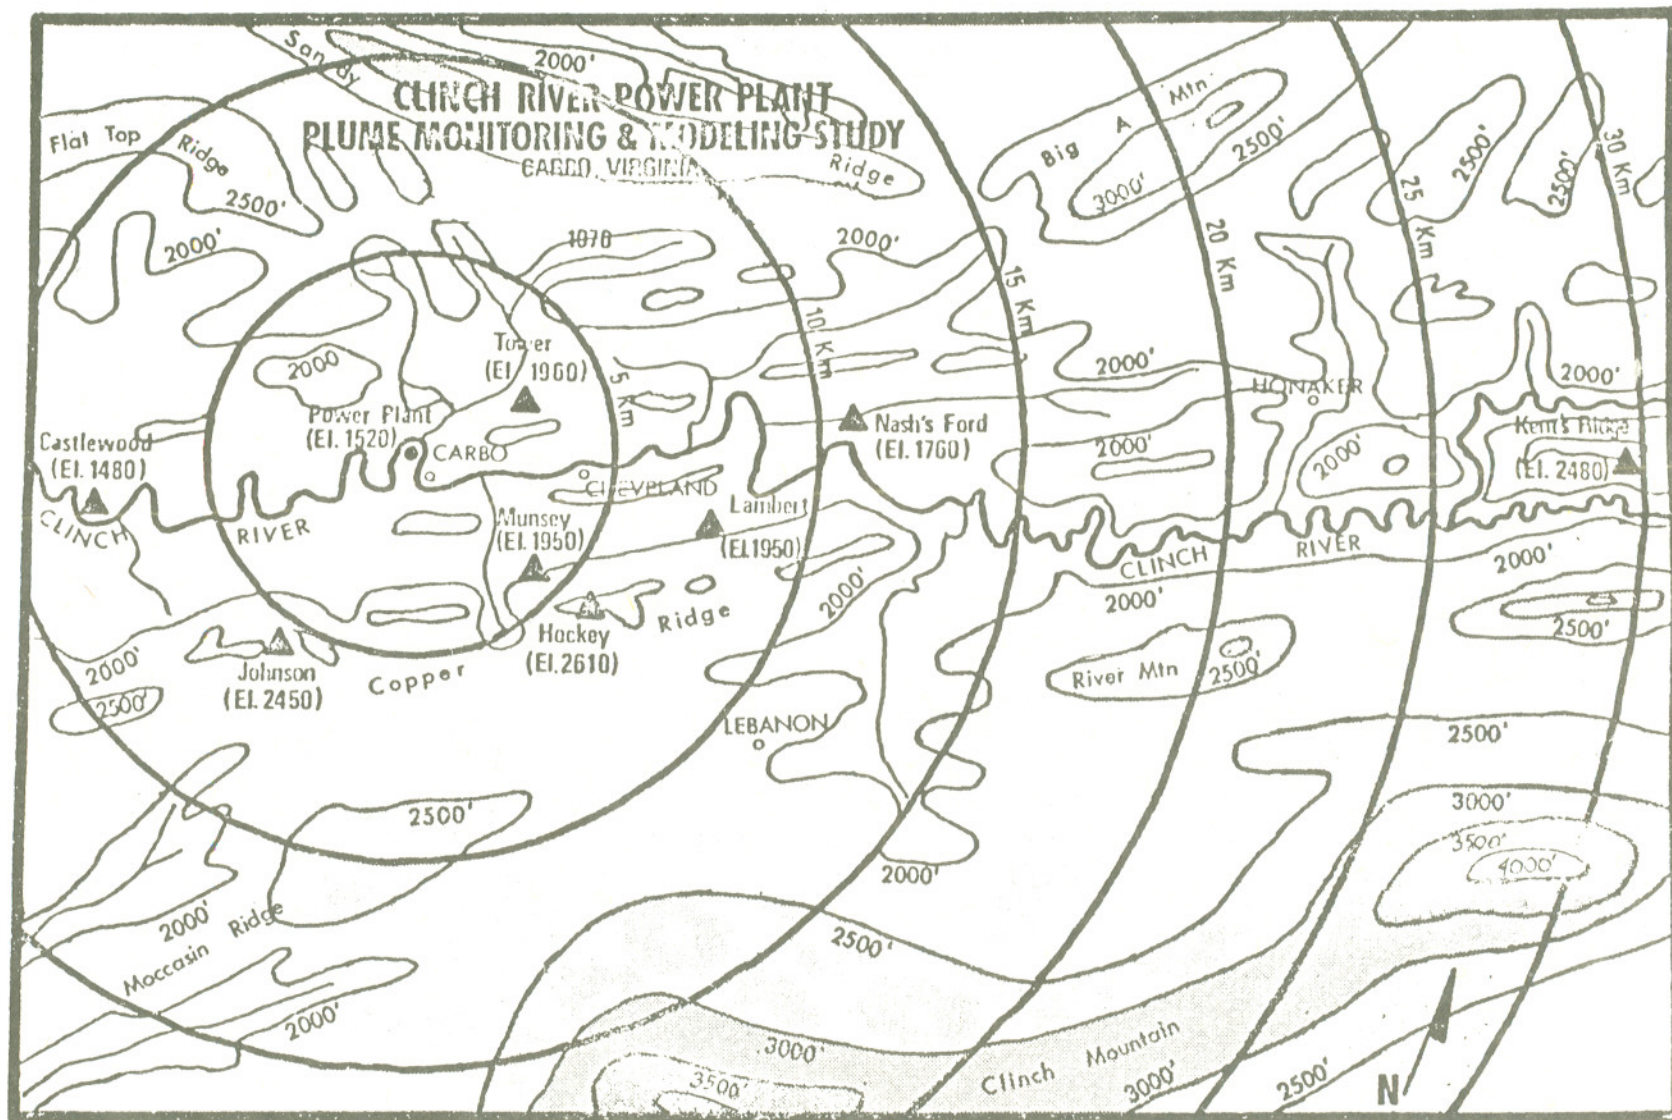 Sandy
2000'
CLINCH RIVER POWER PLANT
PLUME MONITORING & MODELING STUDY
CARBO, VIRGINIA
Ridge
Flat Top
Ridge
2500'
2000'
Big A Mtn
3000'
2500'
2500'
2500'
30 Km
25 Km
20 Km
15 Km
10 Km
5 Km
2000'
2000
Tower
(El. 1960)
Power Plant
(El. 1520)
CARBO
Castlewood
(El. 1480)
CLINCH
RIVER
CLEVELAND
Nash's Ford
(El. 1760)
2000'
2000'
HONAKER
2000'
2000'
Kent's Ridge
(El. 2480)
Munsey
(El. 1950)
Lambert
(El. 1950)
CLINCH
RIVER
2000'
2000'
2000'
2500'
Hockey
(El. 2610)
Ridge
Copper
Johnson
(El. 2450)
2000'
2500'
River Mtn
2500'
LEBANON
2500'
2500'
3000'
3500'
4000'
2000'
2000'
Moccasin Ridge
2000'
2500'
3000'
3500'
Clinch Mountain
3000'
2500'
N